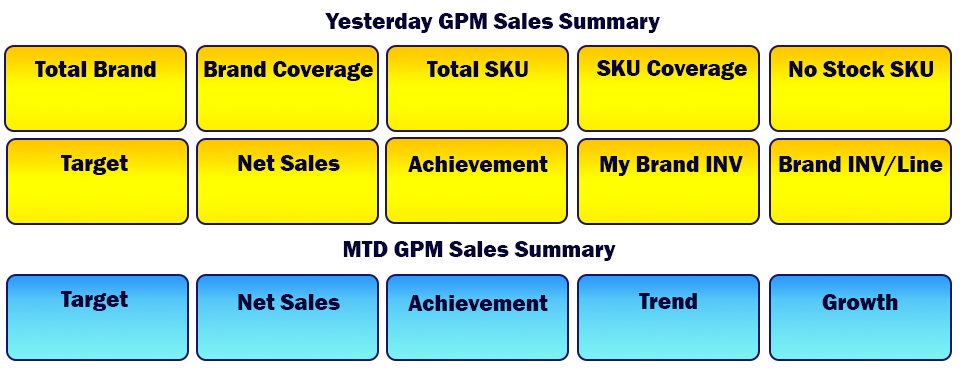 Yesterday GPM Sales Summary
Total Brand
Brand Coverage
Total SKU
SKU Coverage
No Stock SKU
Target
Net Sales
Achievement
My Brand INV
Brand INV/Line
MTD GPM Sales Summary
Target
Net Sales
Achievement
Trend
Growth